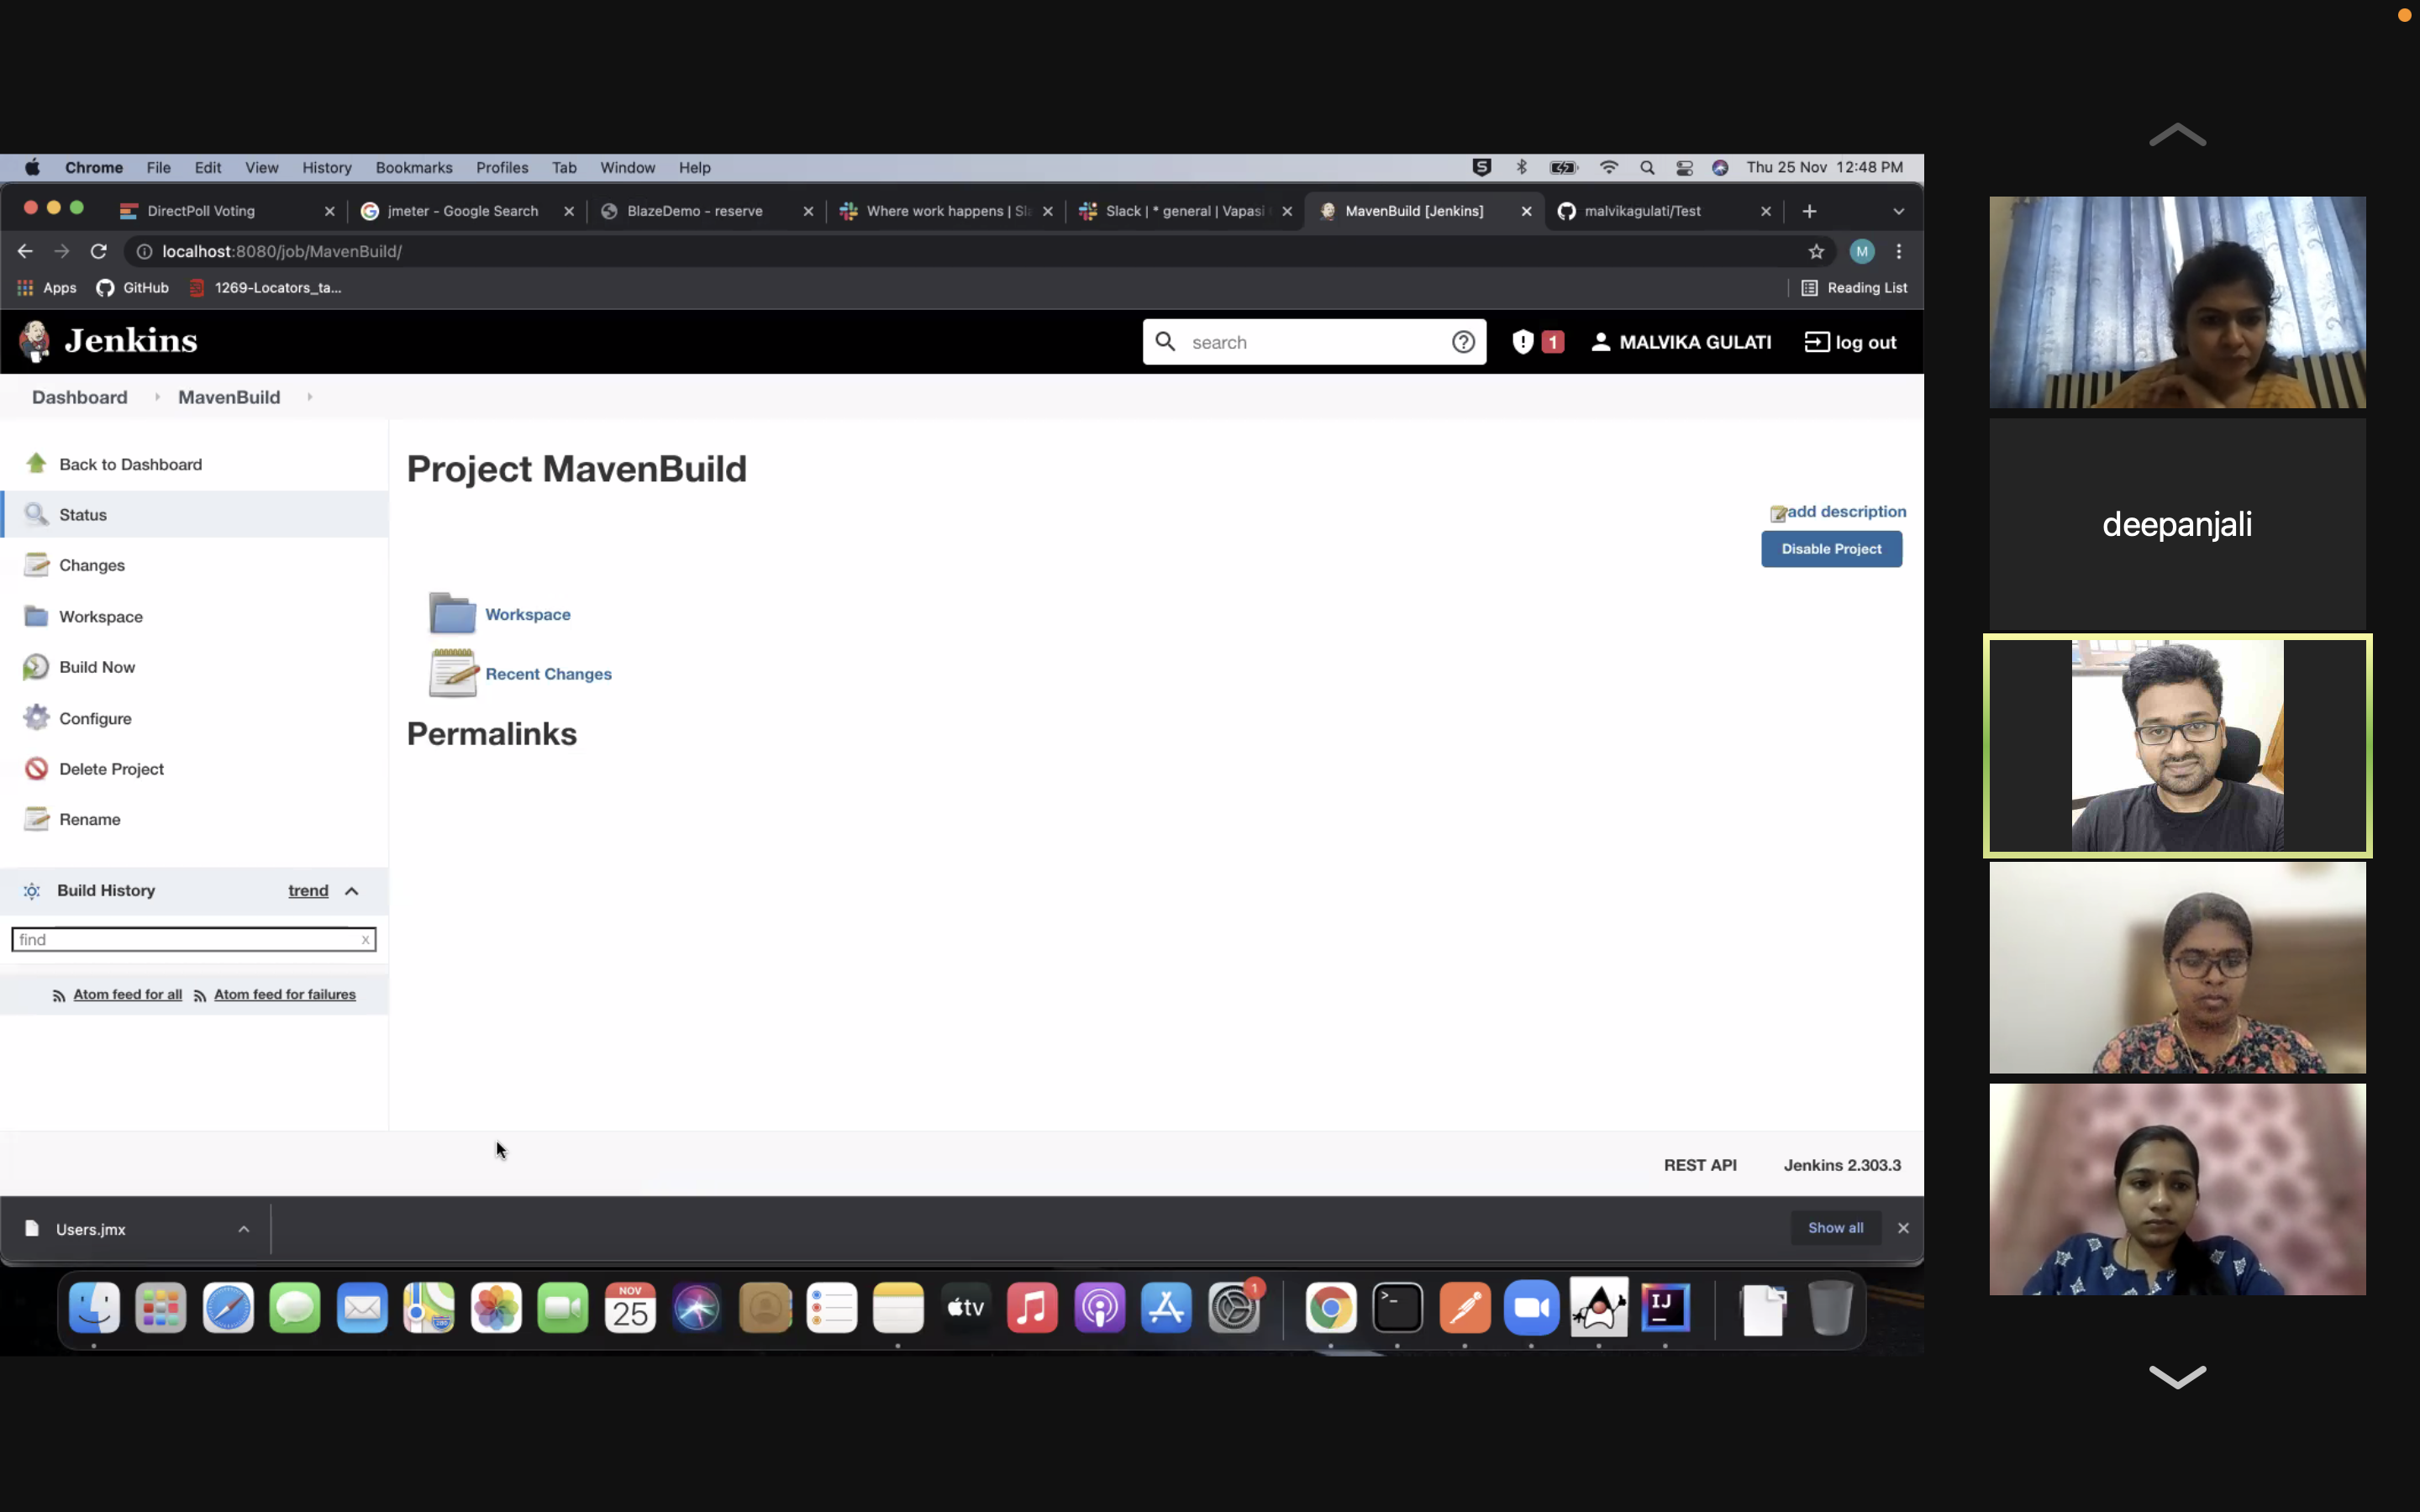 Chrome File Edit View History Bookmarks Profiles Tab Window Help Thu 25 Nov 12:48 PM
DirectPoll Voting jmeter - Google Search BlazeDemo - reserve Where work happens | Sla Slack | * general | Vapasi MavenBuild [Jenkins] malvikagulati/Test
localhost:8080/job/MavenBuild/ M
Apps GitHub 1269-Locators_ta... Reading List
Jenkins search 1 MALVIKA GULATI log out
Dashboard MavenBuild
Back to Dashboard
Status
Changes
Workspace
Build Now
Configure
Delete Project
Rename
Build History trend
find x
Atom feed for all Atom feed for failures
Project MavenBuild
add description
Disable Project
Workspace
Recent Changes
Permalinks
REST API Jenkins 2.303.3
Users.jmx Show all
NOV
25
tv
1
>_
IJ
280
deepanjali